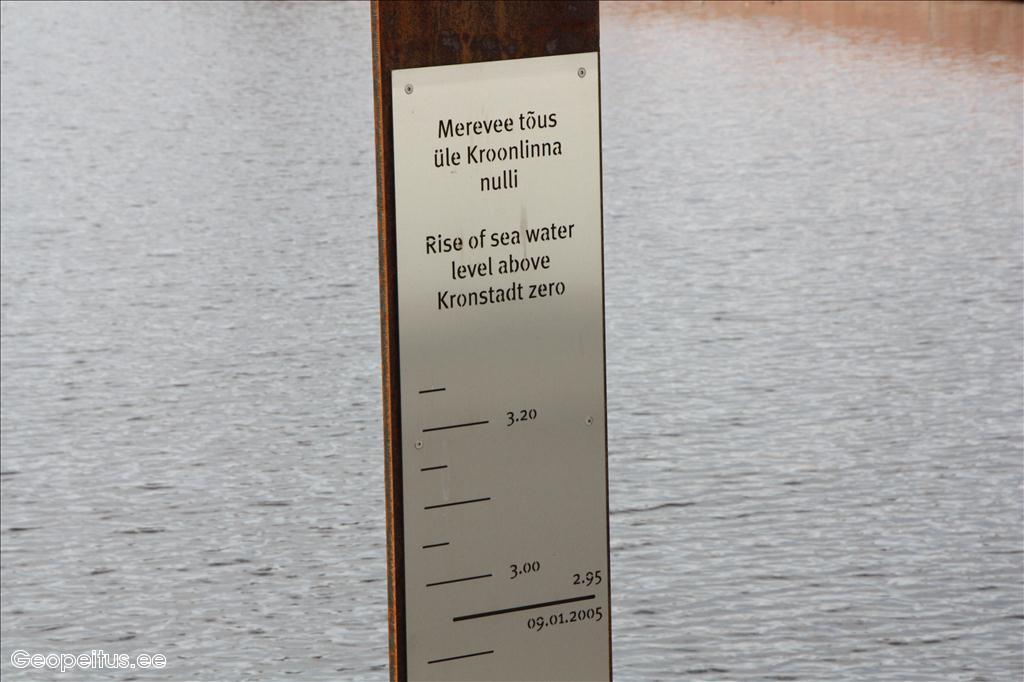 Merevee tõus
üle Kroonlinna
nulli
Rise of sea water
level above
Kronstadt zero
3.20
3.00
2.95
09.01.2005
Geopeitus.ee